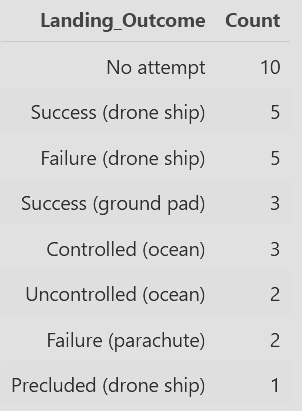 Landing_Outcome Count
No attempt 10
Success (drone ship) 5
Failure (drone ship) 5
Success (ground pad) 3
Controlled (ocean) 3
Uncontrolled (ocean) 2
Failure (parachute) 2
Precluded (drone ship) 1